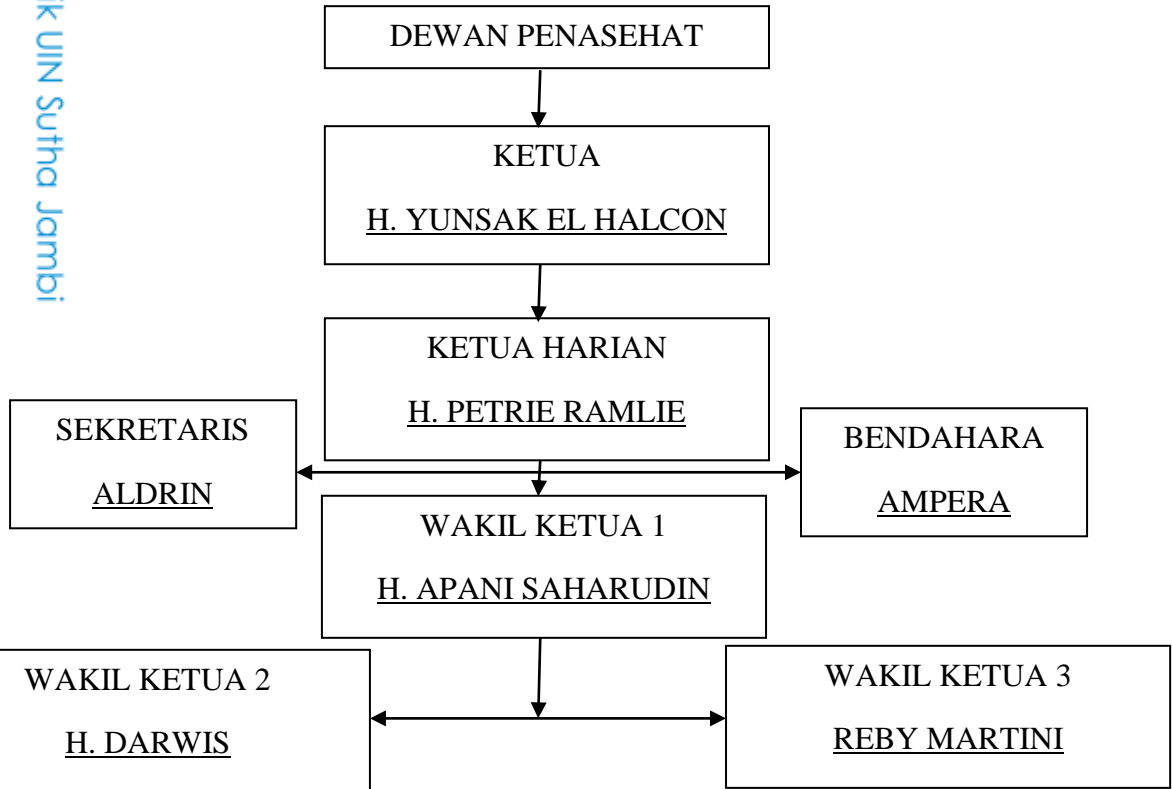 DEWAN PENASEHAT
KETUA
H. YUNSAK EL HALCON
KETUA HARIAN
H. PETRIE RAMLIE
SEKRETARIS
ALDRIN
BENDAHARA
AMPERA
WAKIL KETUA 1
H. APANI SAHARUDIN
WAKIL KETUA 2
H. DARWIS
WAKIL KETUA 3
REBY MARTINI
UIN Sutha Jambi